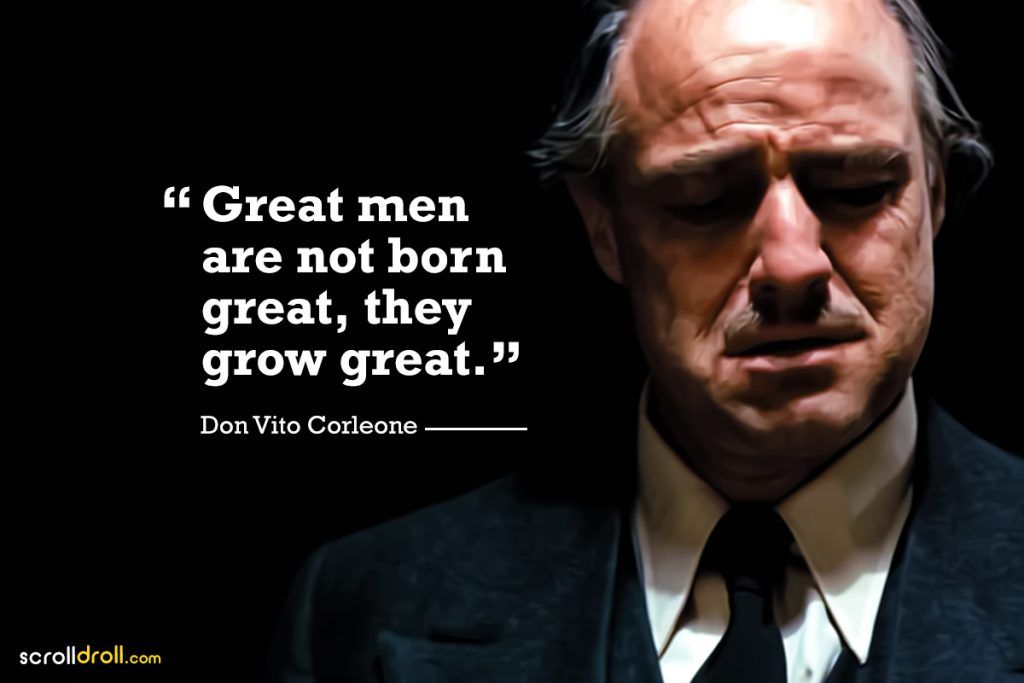 “Great men
are not born
great, they
grow great.”
Don Vito Corleone
scrolldroll.com